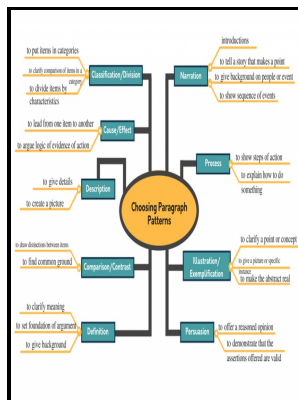 introductions
to put items in categories
to tell a story that makes a point
to clarify comparison of items in a
category
Classification/Division
Narration
to give background on people or event
to divide items by
characteristics
to show sequence of events
to lead from one item to another
Cause/Effect
to argue logic of evidence of action
Process
to show steps of action
to explain how to do
something
to give details
Description
to create a picture
Choosing Paragraph
Patterns
to draw distinctions between items
to find common ground
Comparison/Contrast
to clarify a point or concept
Illustration/
Exemplification
to give a picture or specific
instance
to make the abstract real
to clarify meaning
to set foundation of argument
Definition
to give background
Persuasion
to offer a reasoned opinion
to demonstrate that the
assertions offered are valid